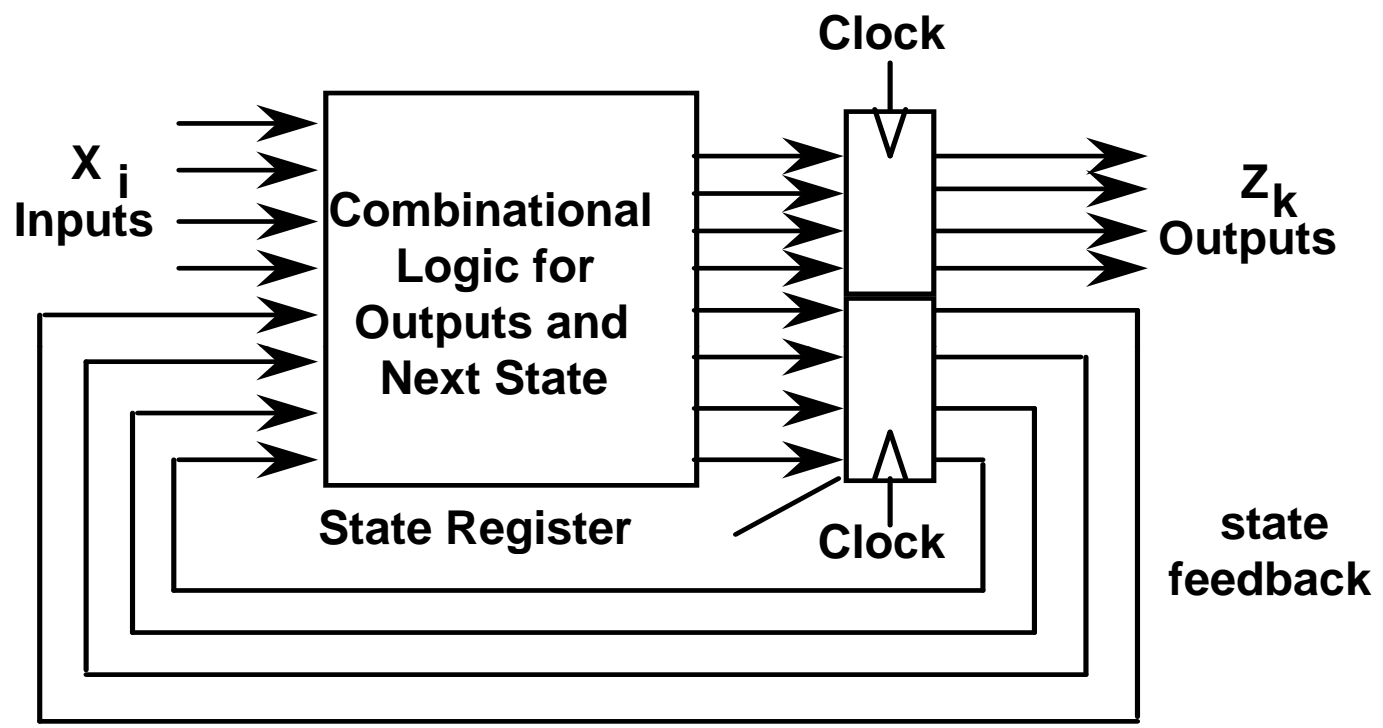 Clock
X i
Inputs
Combinational
Logic for
Outputs and
Next State
Z k
Outputs
State Register
Clock
state
feedback